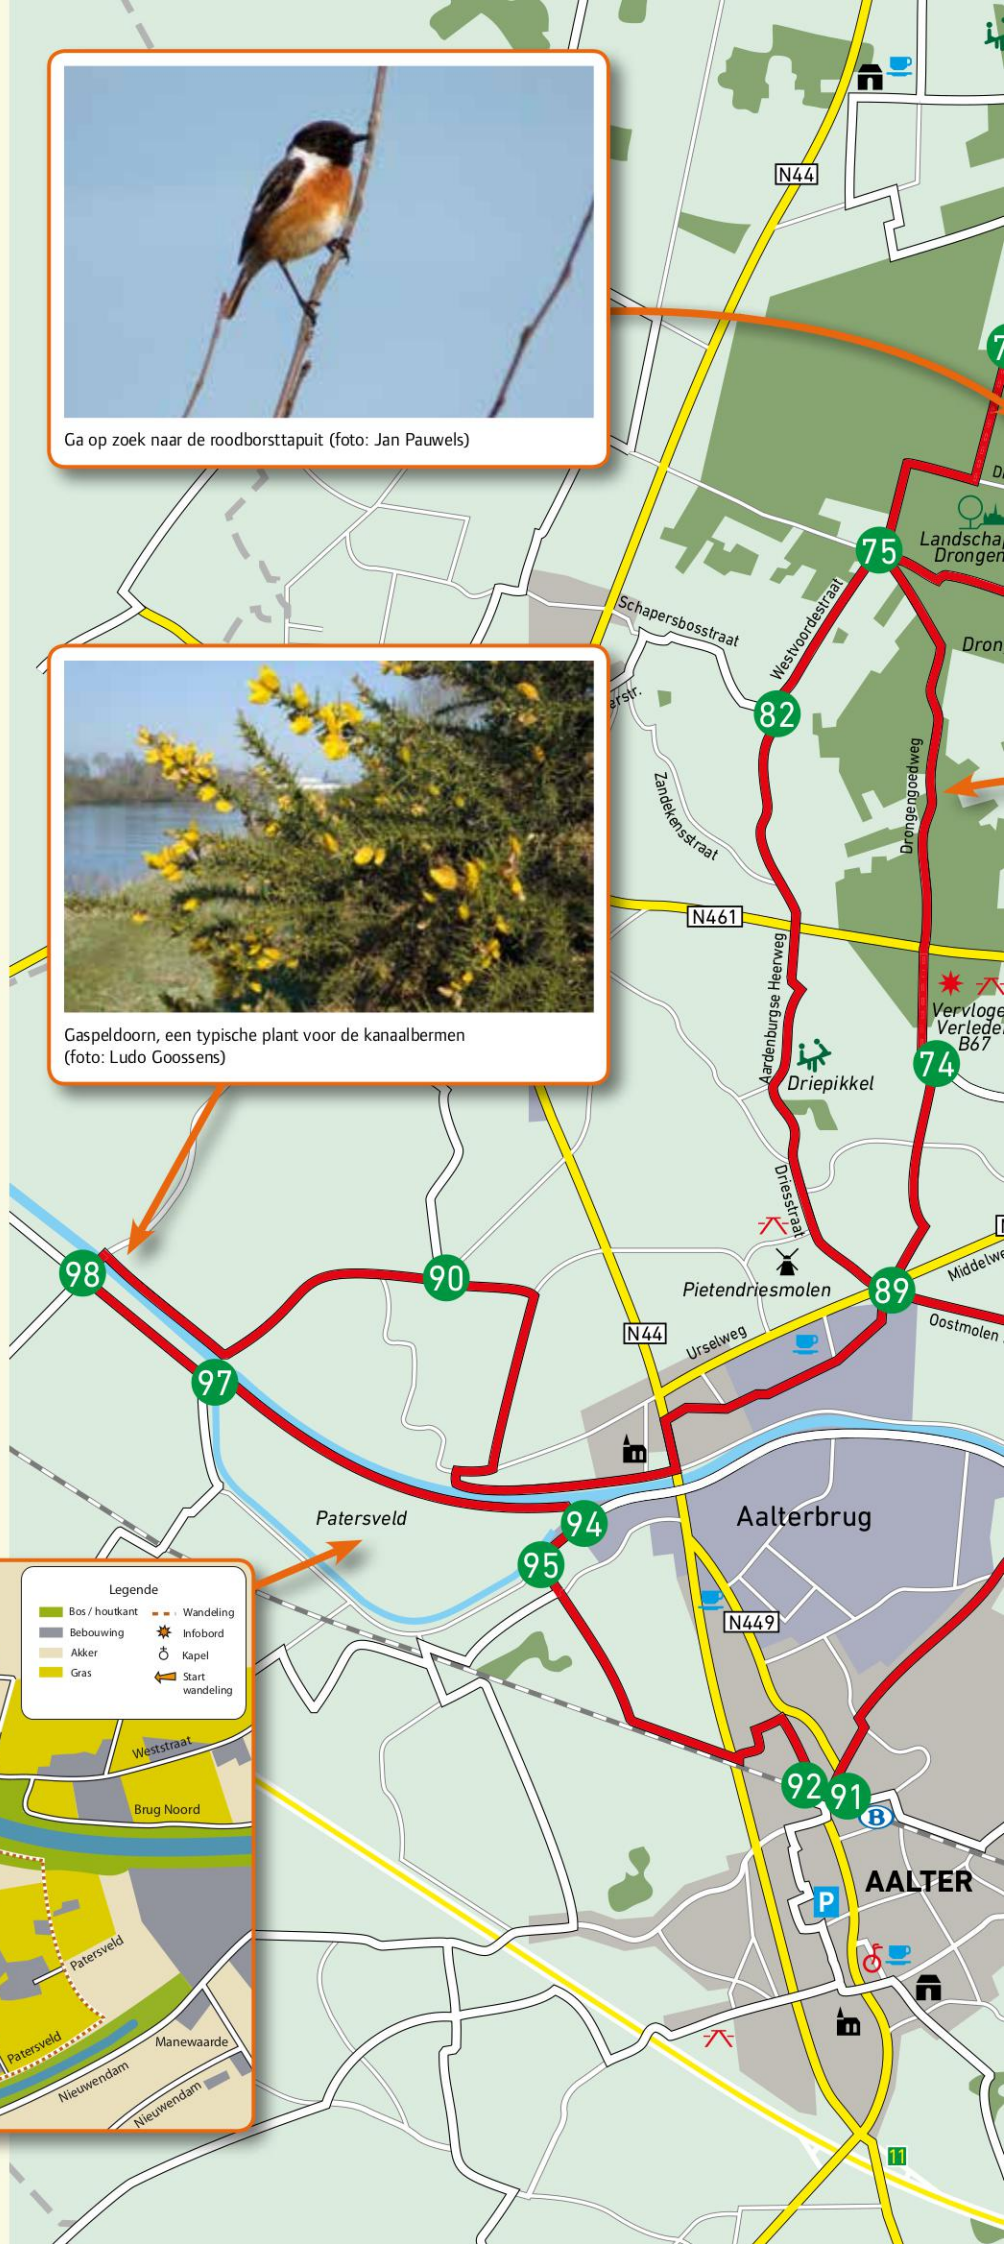 N44
Ga op zoek naar de roodborsttapuit (foto: Jan Pauwels)
75
Schapersbosstraat
Westvoordestraat
82
Zandekensstraat
Drongengoedweg
N461
Gaspeldoorn, een typische plant voor de kanaalbermen
(foto: Ludo Goossens)
Aardenburgse Heerweg
B67
Driepikkel
74
Driesstraat
98
90
Pietendriesmolen
89
Oostmolen
N44
Urselweg
97
Patersveld
94
Aalterbrug
95
N449
Legende
Bos / houtkant
Wandeling
Bebouwing
Infobord
Akker
Kapel
Gras
Start
wandeling
Weststraat
Brug Noord
92
91
B
AALTER
P
Patersveld
Patersveld
Manewaarde
Nieuwendam
Nieuwendam
11